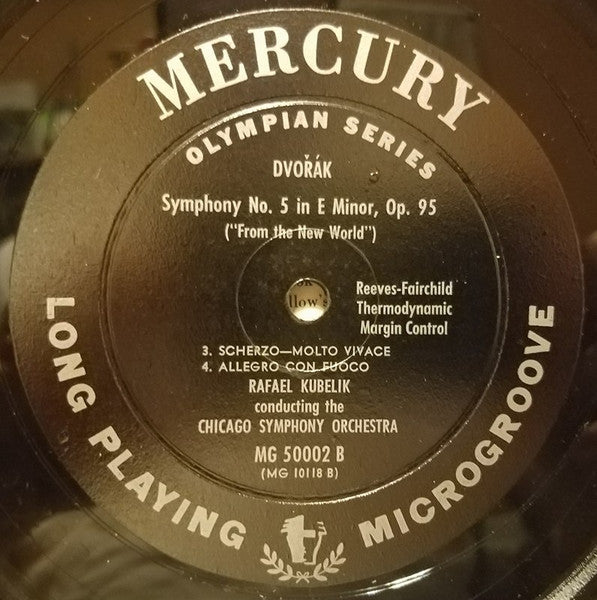 MERCURY
OLYMPIAN SERIES
DVOŘÁK
Symphony No. 5 in E Minor, Op. 95
("From the New World")
llow's
Reeves-Fairchild
Thermodynamic
Margin Control
3. SCHERZO—MOLTO VIVACE
4. ALLEGRO CON FUOCO
RAFAEL KUBELIK
conducting the
CHICAGO SYMPHONY ORCHESTRA
MG 50002 B
(MG 10118 B)
LONG PLAYING MICROGROOVE